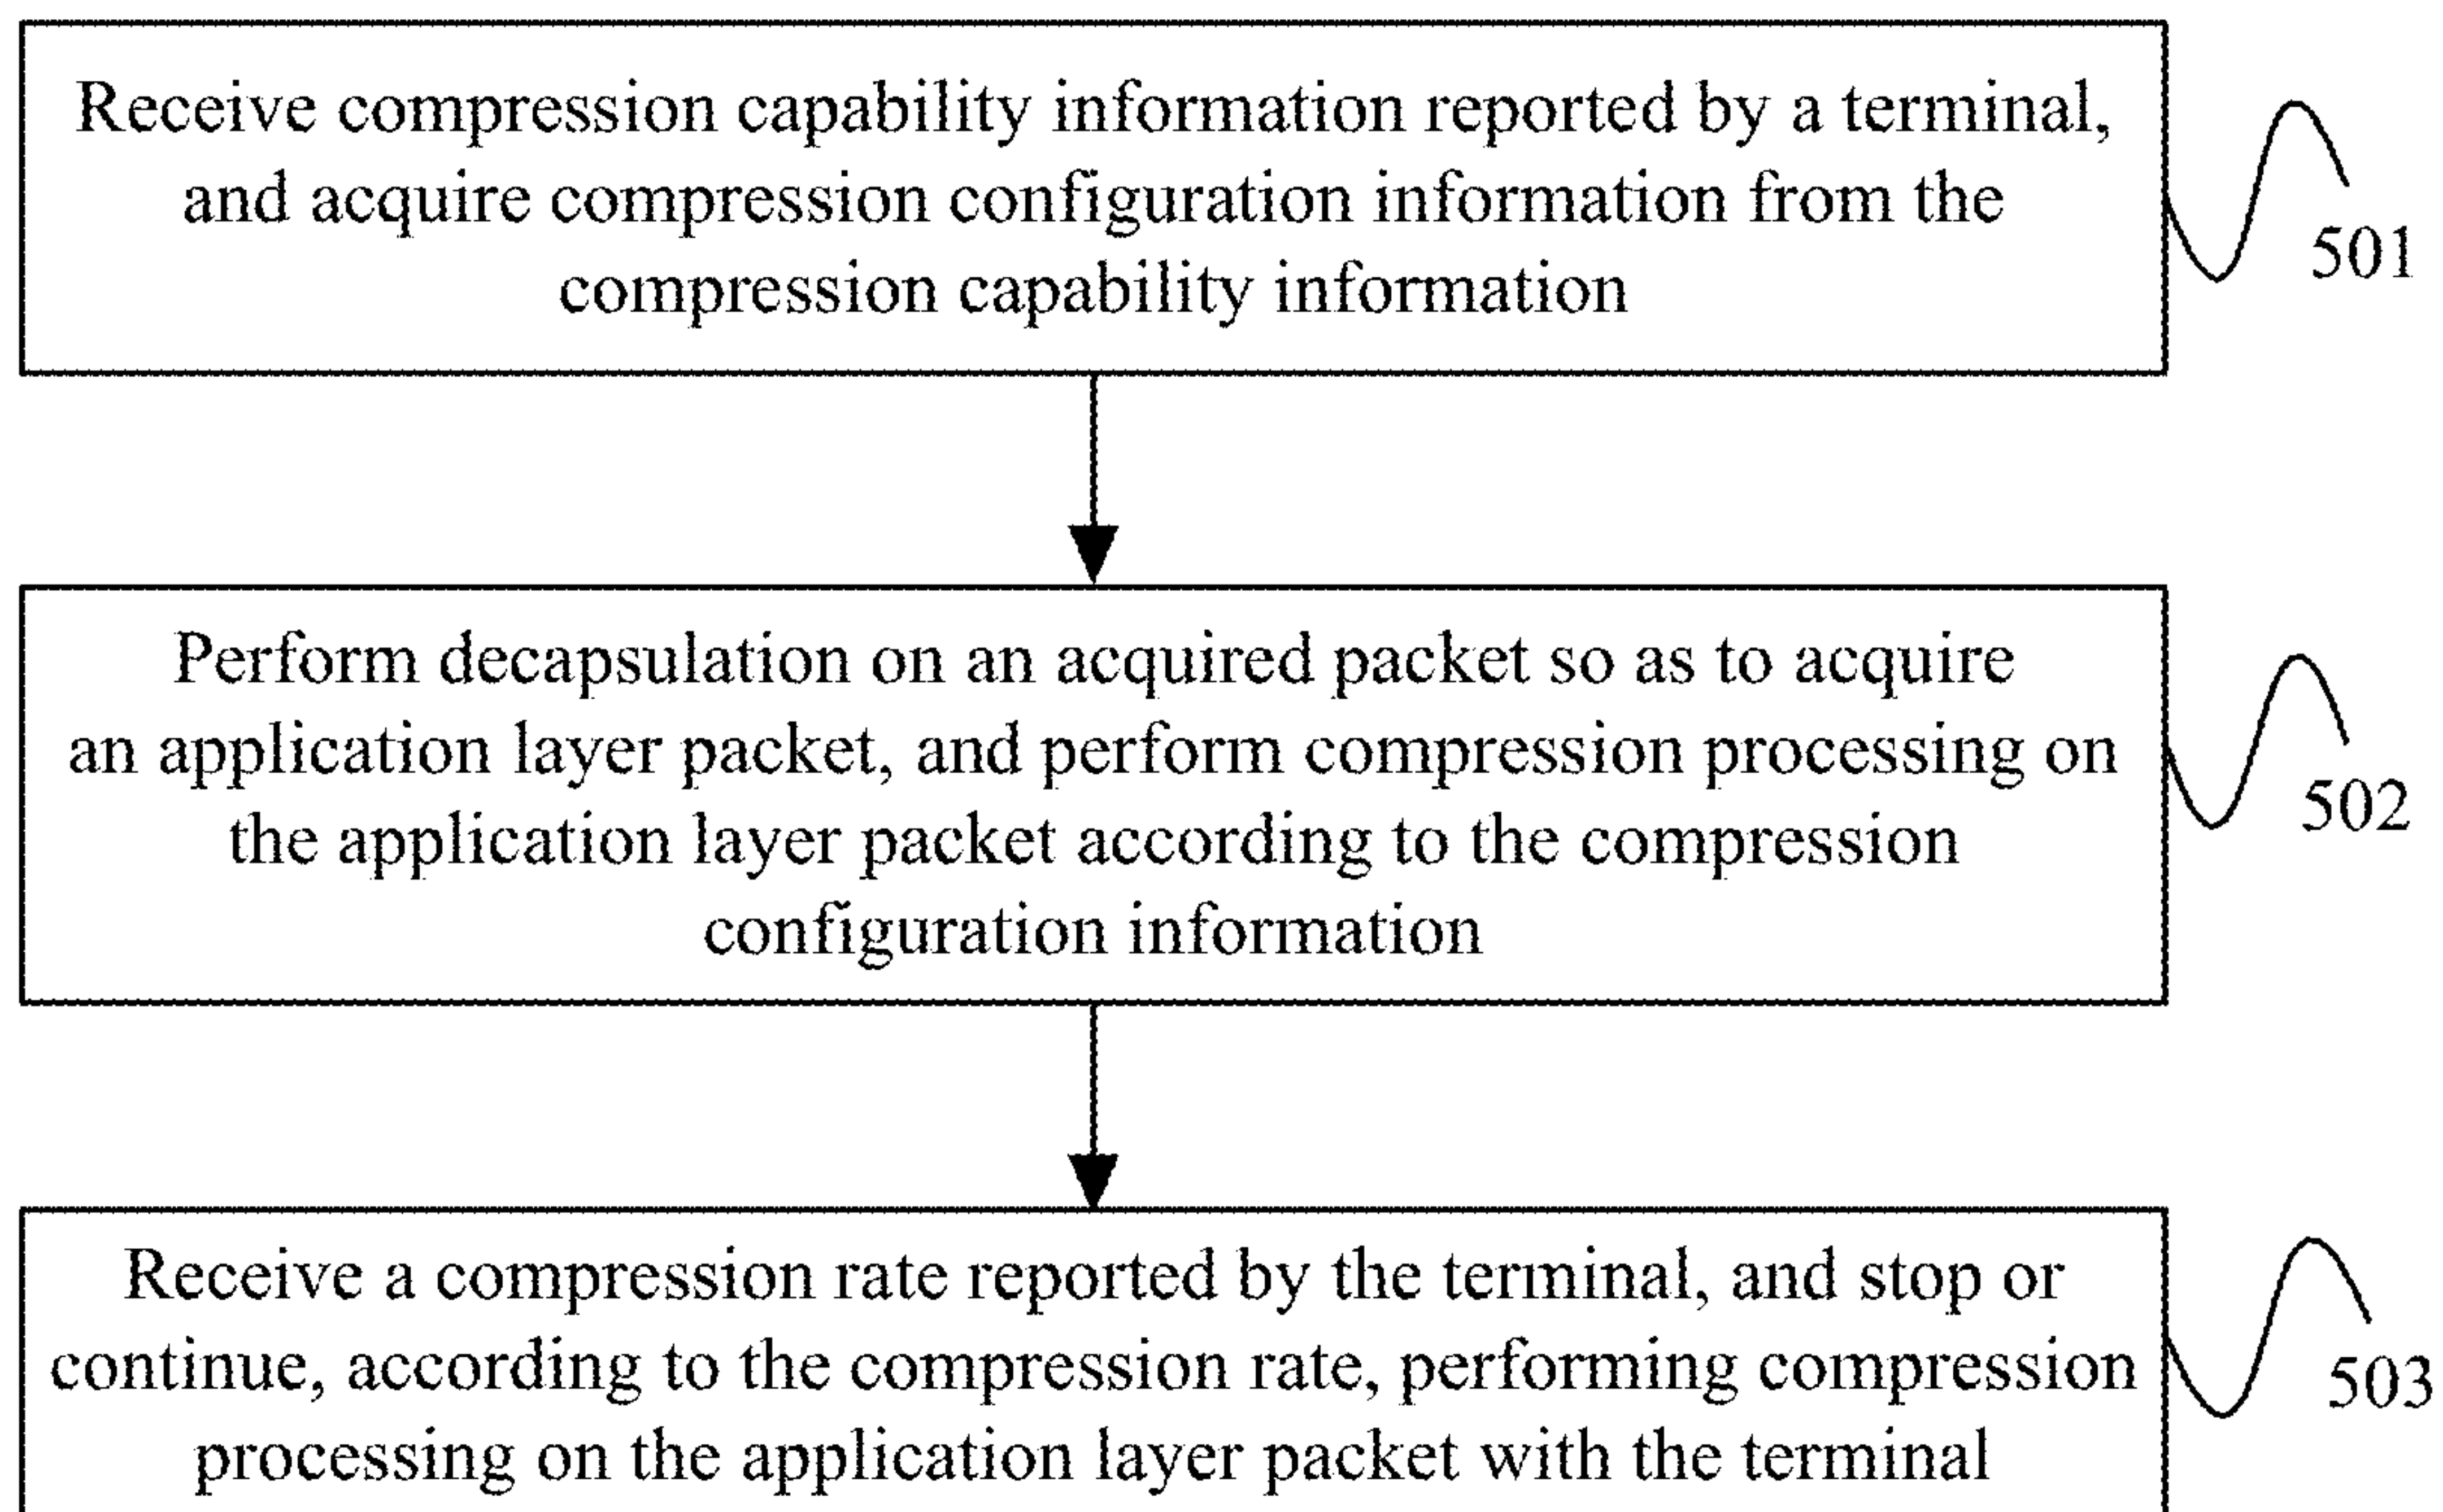 Receive compression capability information reported by a terminal,
and acquire compression configuration information from the
compression capability information
501
Perform decapsulation on an acquired packet so as to acquire
an application layer packet, and perform compression processing on
the application layer packet according to the compression
configuration information
502
Receive a compression rate reported by the terminal, and stop or
continue, according to the compression rate, performing compression
processing on the application layer packet with the terminal
503